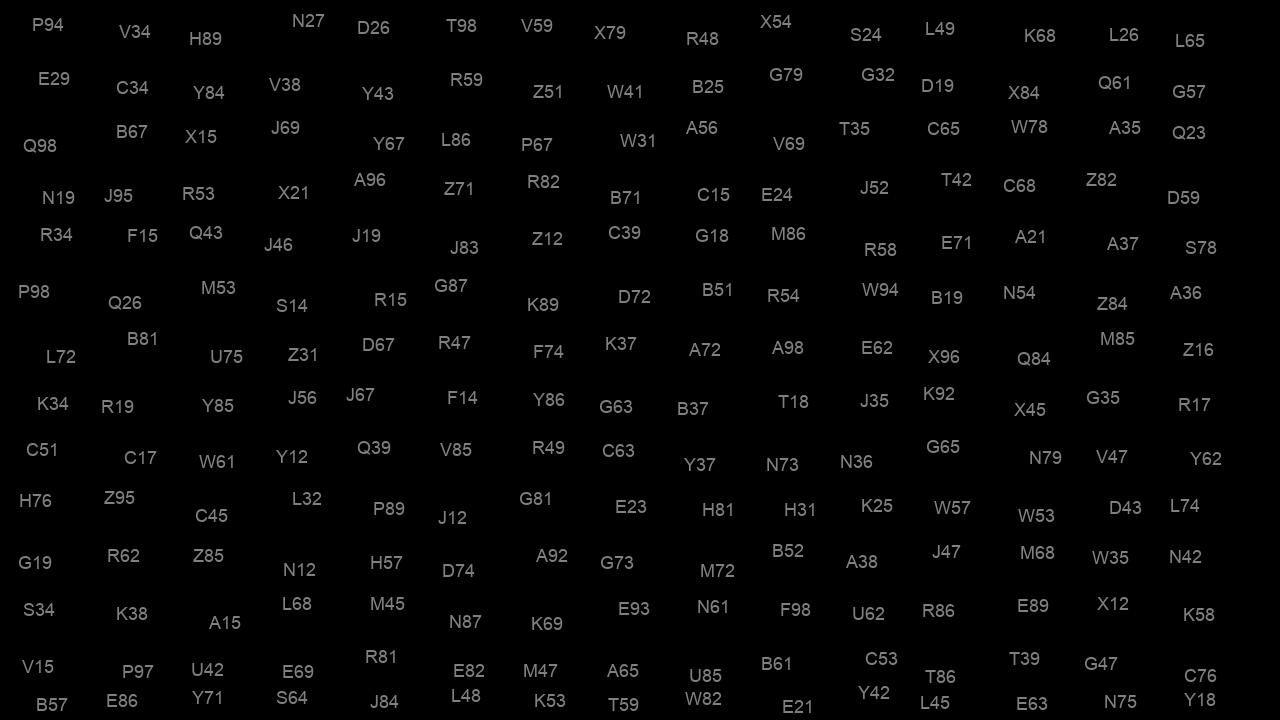 P94 V34 H89 N27 D26 T98 V59 X79 R48 X54 S24 L49 K68 L26 L65
E29 C34 Y84 V38 Y43 R59 Z51 W41 B25 G79 G32 D19 X84 Q61 G57
Q98 B67 X15 J69 Y67 L86 P67 W31 A56 V69 T35 C65 W78 A35 Q23
N19 J95 R53 X21 A96 Z71 R82 B71 C15 E24 J52 T42 C68 Z82 D59
R34 F15 Q43 J46 J19 J83 Z12 C39 G18 M86 R58 E71 A21 A37 S78
P98 Q26 M53 S14 R15 G87 K89 D72 B51 R54 W94 B19 N54 Z84 A36
L72 B81 U75 Z31 D67 R47 F74 K37 A72 A98 E62 X96 Q84 M85 Z16
K34 R19 Y85 J56 J67 F14 Y86 G63 B37 T18 J35 K92 X45 G35 R17
C51 C17 W61 Y12 Q39 V85 R49 C63 Y37 N73 N36 G65 N79 V47 Y62
H76 Z95 C45 L32 P89 J12 G81 E23 H81 H31 K25 W57 W53 D43 L74
G19 R62 Z85 N12 H57 D74 A92 G73 M72 B52 A38 J47 M68 W35 N42
S34 K38 A15 L68 M45 N87 K69 E93 N61 F98 U62 R86 E89 X12 K58
V15 P97 U42 E69 R81 E82 M47 A65 U85 B61 C53 T86 T39 G47 C76
B57 E86 Y71 S64 J84 L48 K53 T59 W82 E21 Y42 L45 E63 N75 Y18